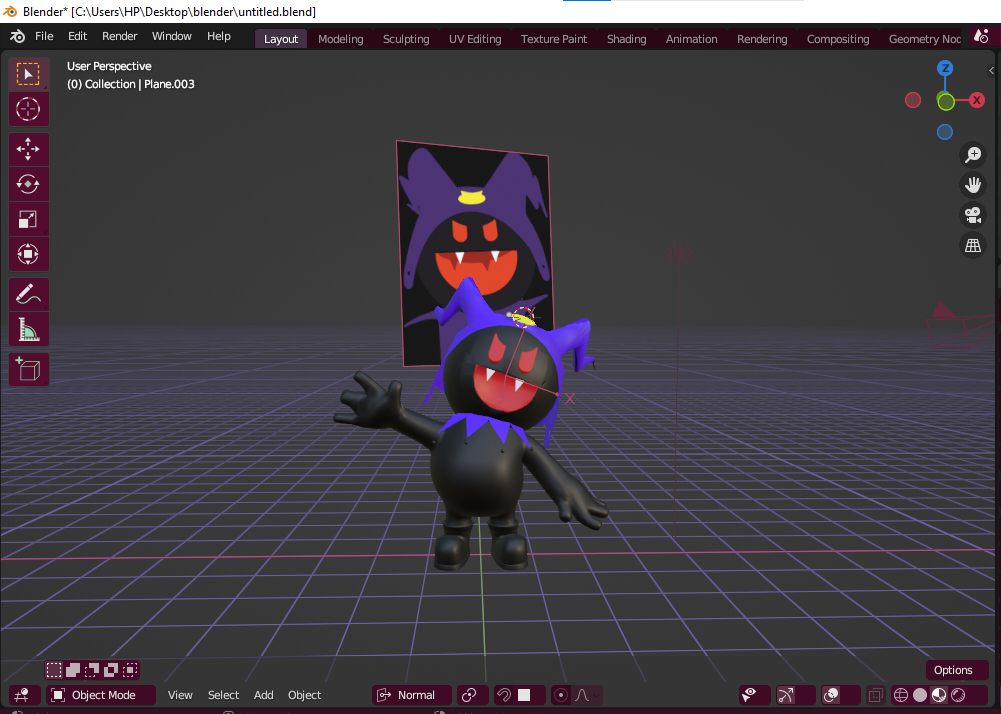 Blender* [C:\Users\HP\Desktop\blender\untitled.blend]
File Edit Render Window Help Layout Modeling Sculpting UV Editing Texture Paint Shading Animation Rendering Compositing Geometry Noc
User Perspective
(0) Collection | Plane.003
Z
X
X
Options
Object Mode View Select Add Object Normal